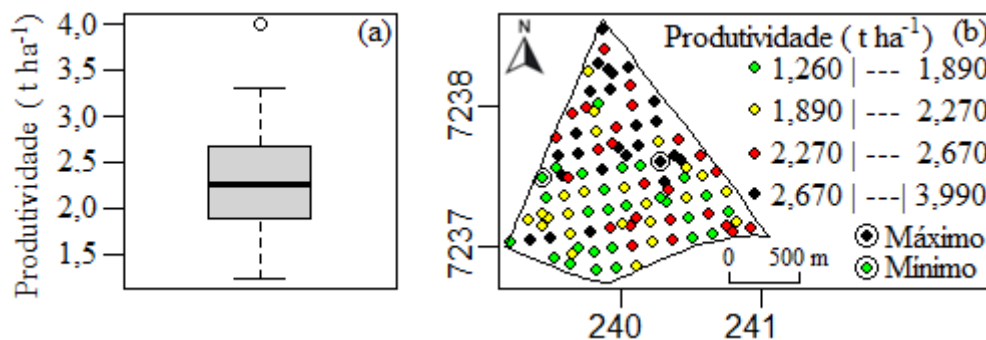 (a)
Produtividade ( t ha⁻¹)
4,0
3,5
3,0
2,5
2,0
1,5
N
Produtividade ( t ha⁻¹) (b)
1,260 | --- 1,890
1,890 | --- 2,270
2,270 | --- 2,670
2,670 | ---| 3,990
Máximo
Mínimo
0 500 m
7238
7237
240 241